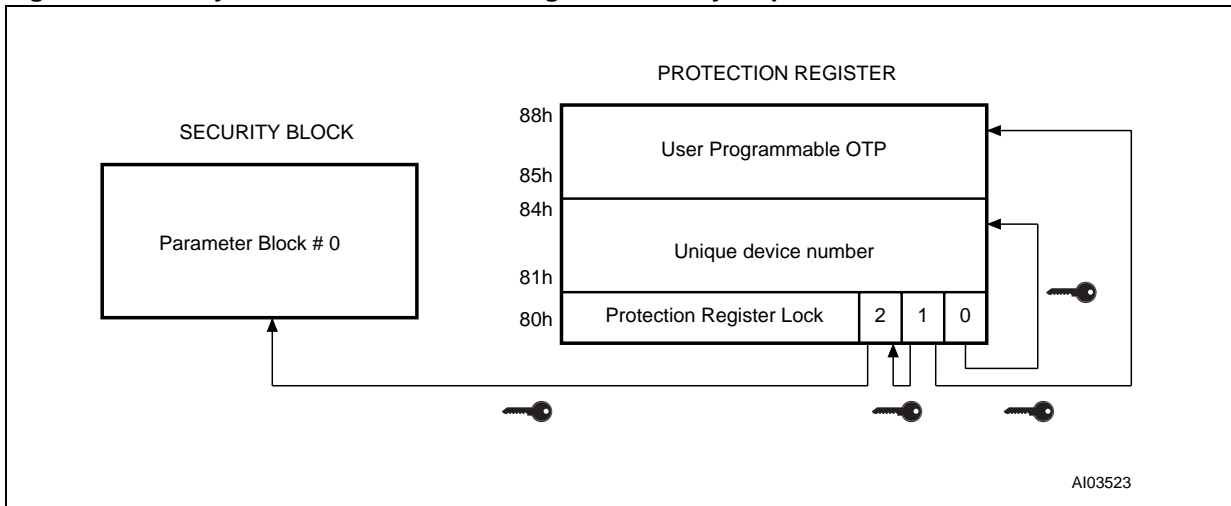 PROTECTION REGISTER
SECURITY BLOCK
88h
User Programmable OTP
85h
84h
Parameter Block # 0
Unique device number
81h
80h
Protection Register Lock 2 1 0
AI03523